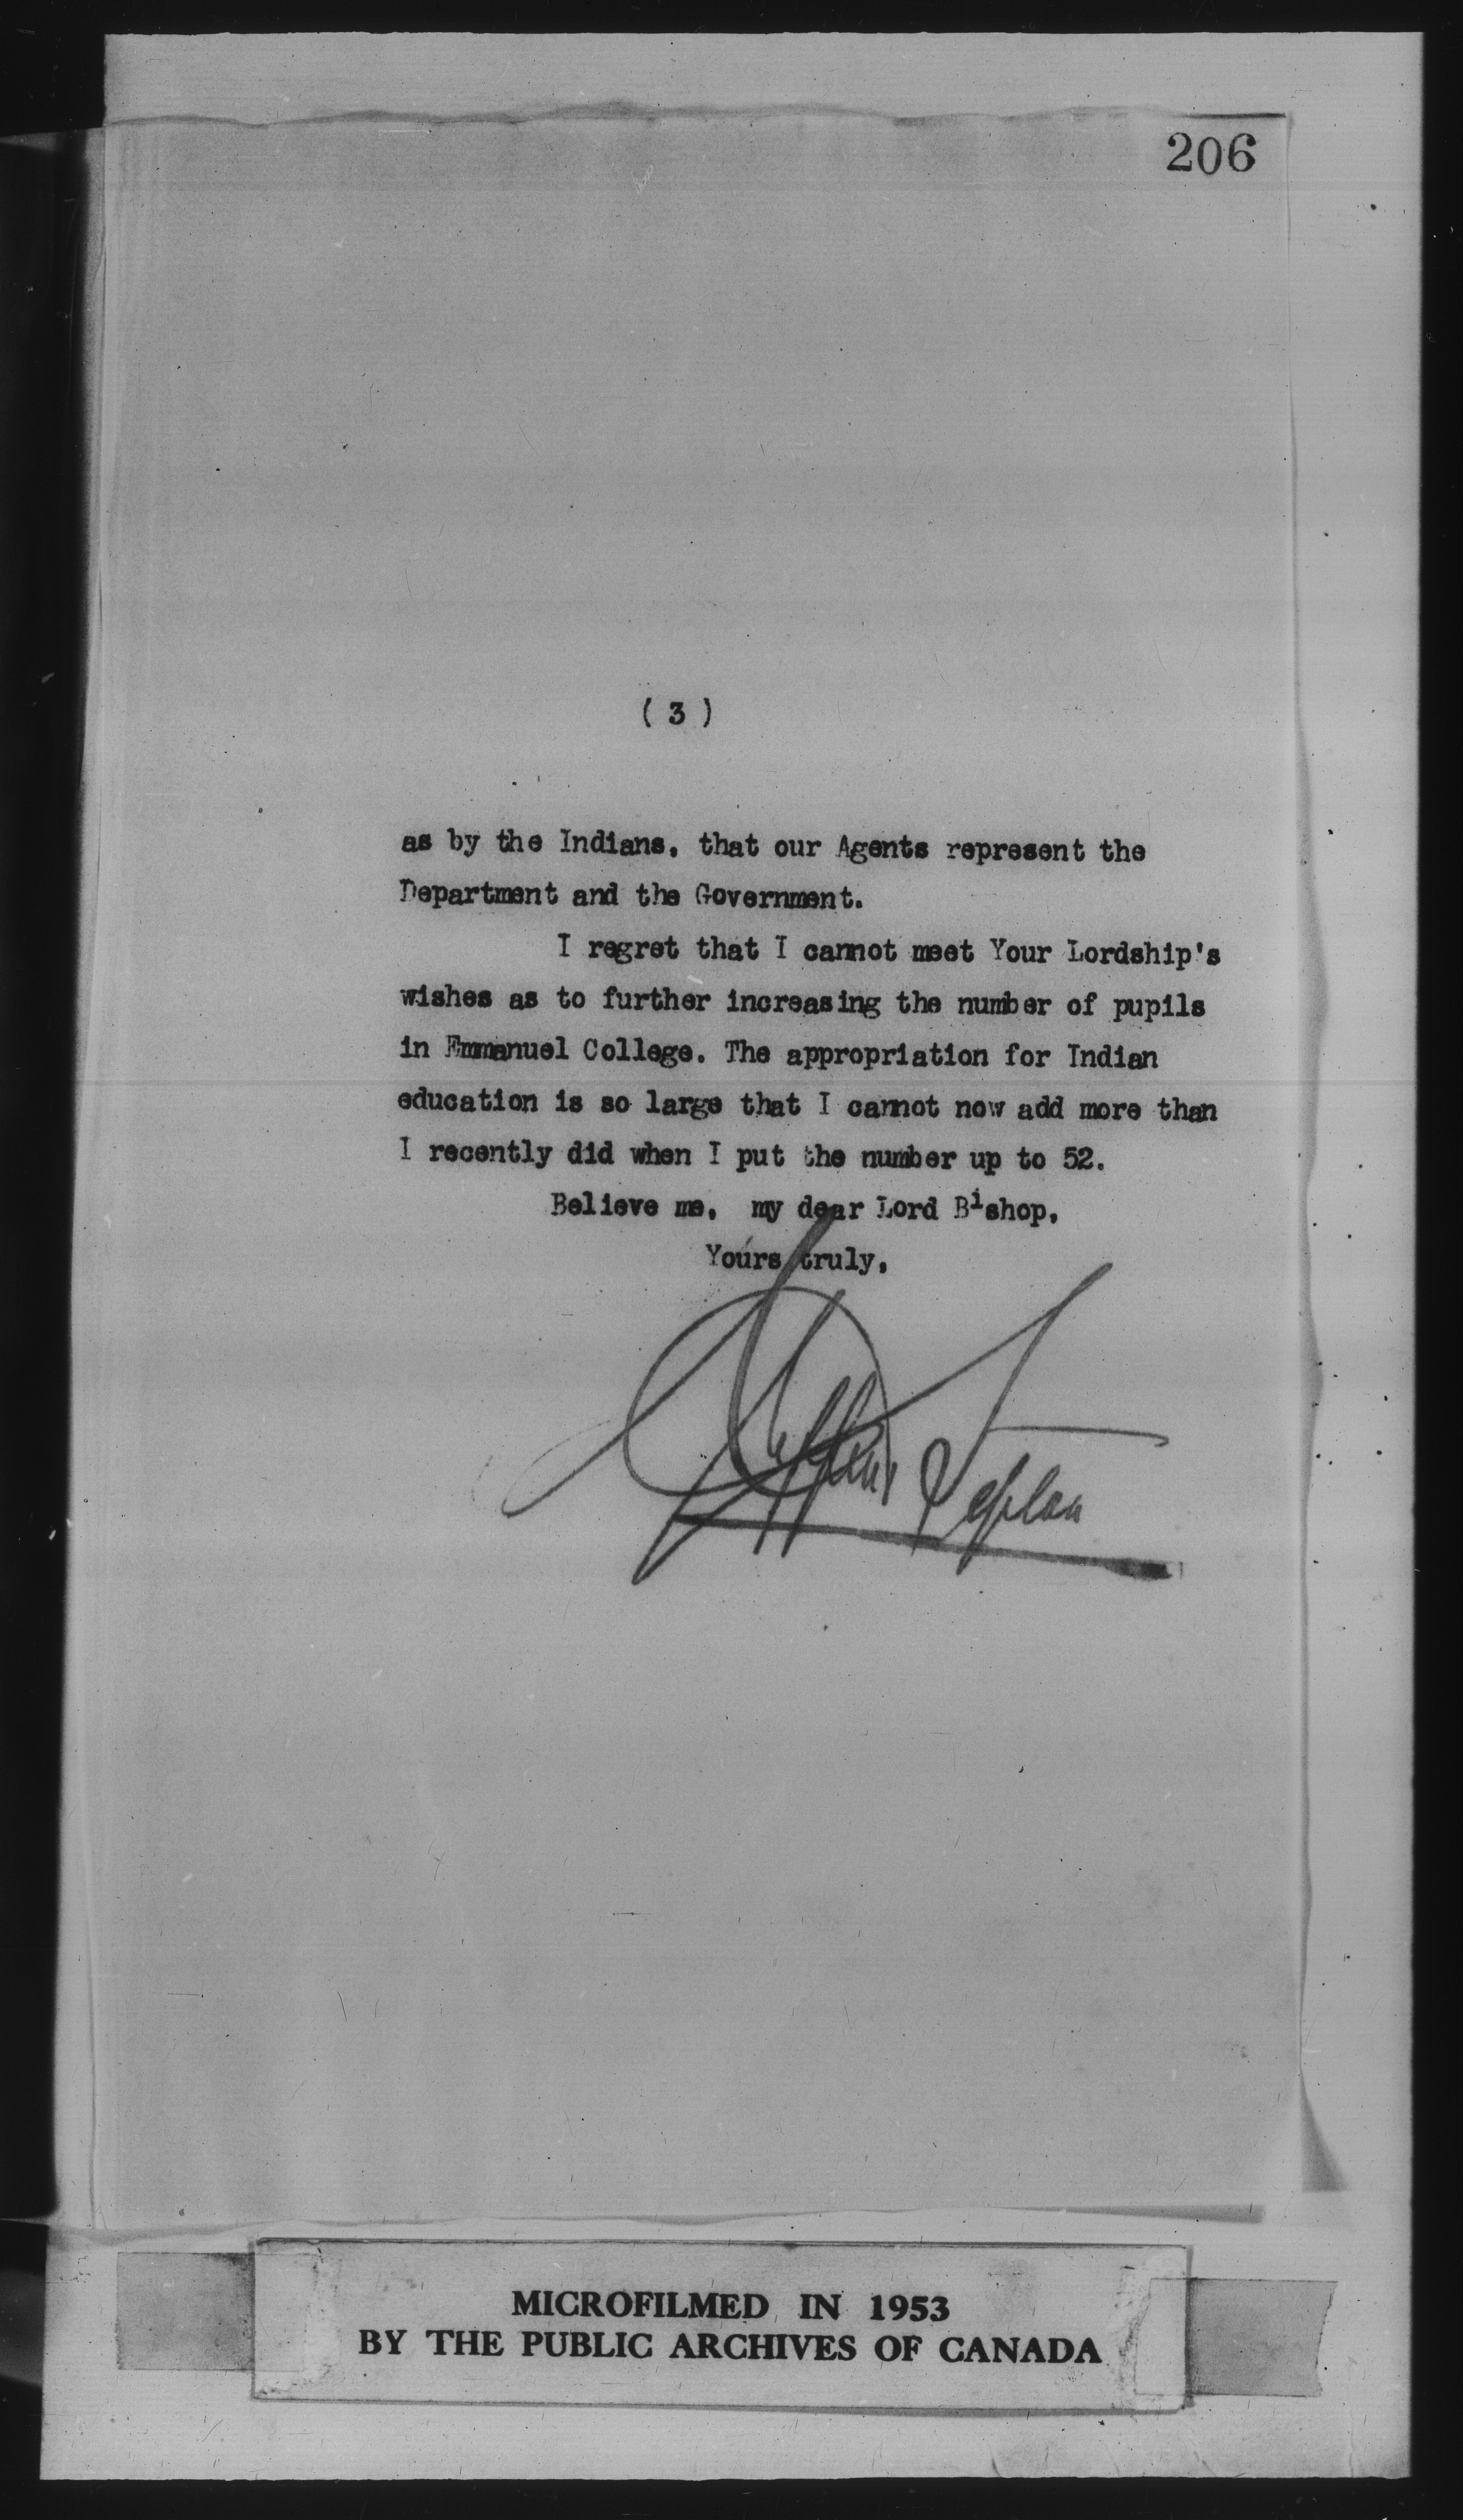 206
( 3 )
as by the Indians, that our Agents represent the
Department and the Government.
I regret that I cannot meet Your Lordship's
wishes as to further increasing the number of pupils
in Emmanuel College. The appropriation for Indian
education is so large that I cannot now add more than
I recently did when I put the number up to 52.
Believe me, my dear Lord Bishop,
Yours truly,
MICROFILMED IN 1953
BY THE PUBLIC ARCHIVES OF CANADA